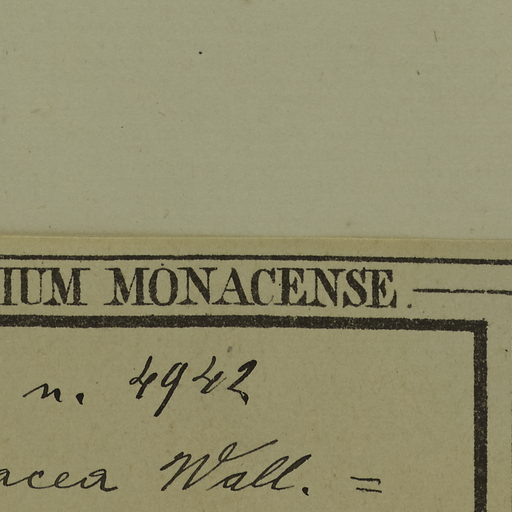 IUM MONACENSE.
n. 4942
acea Wall. =